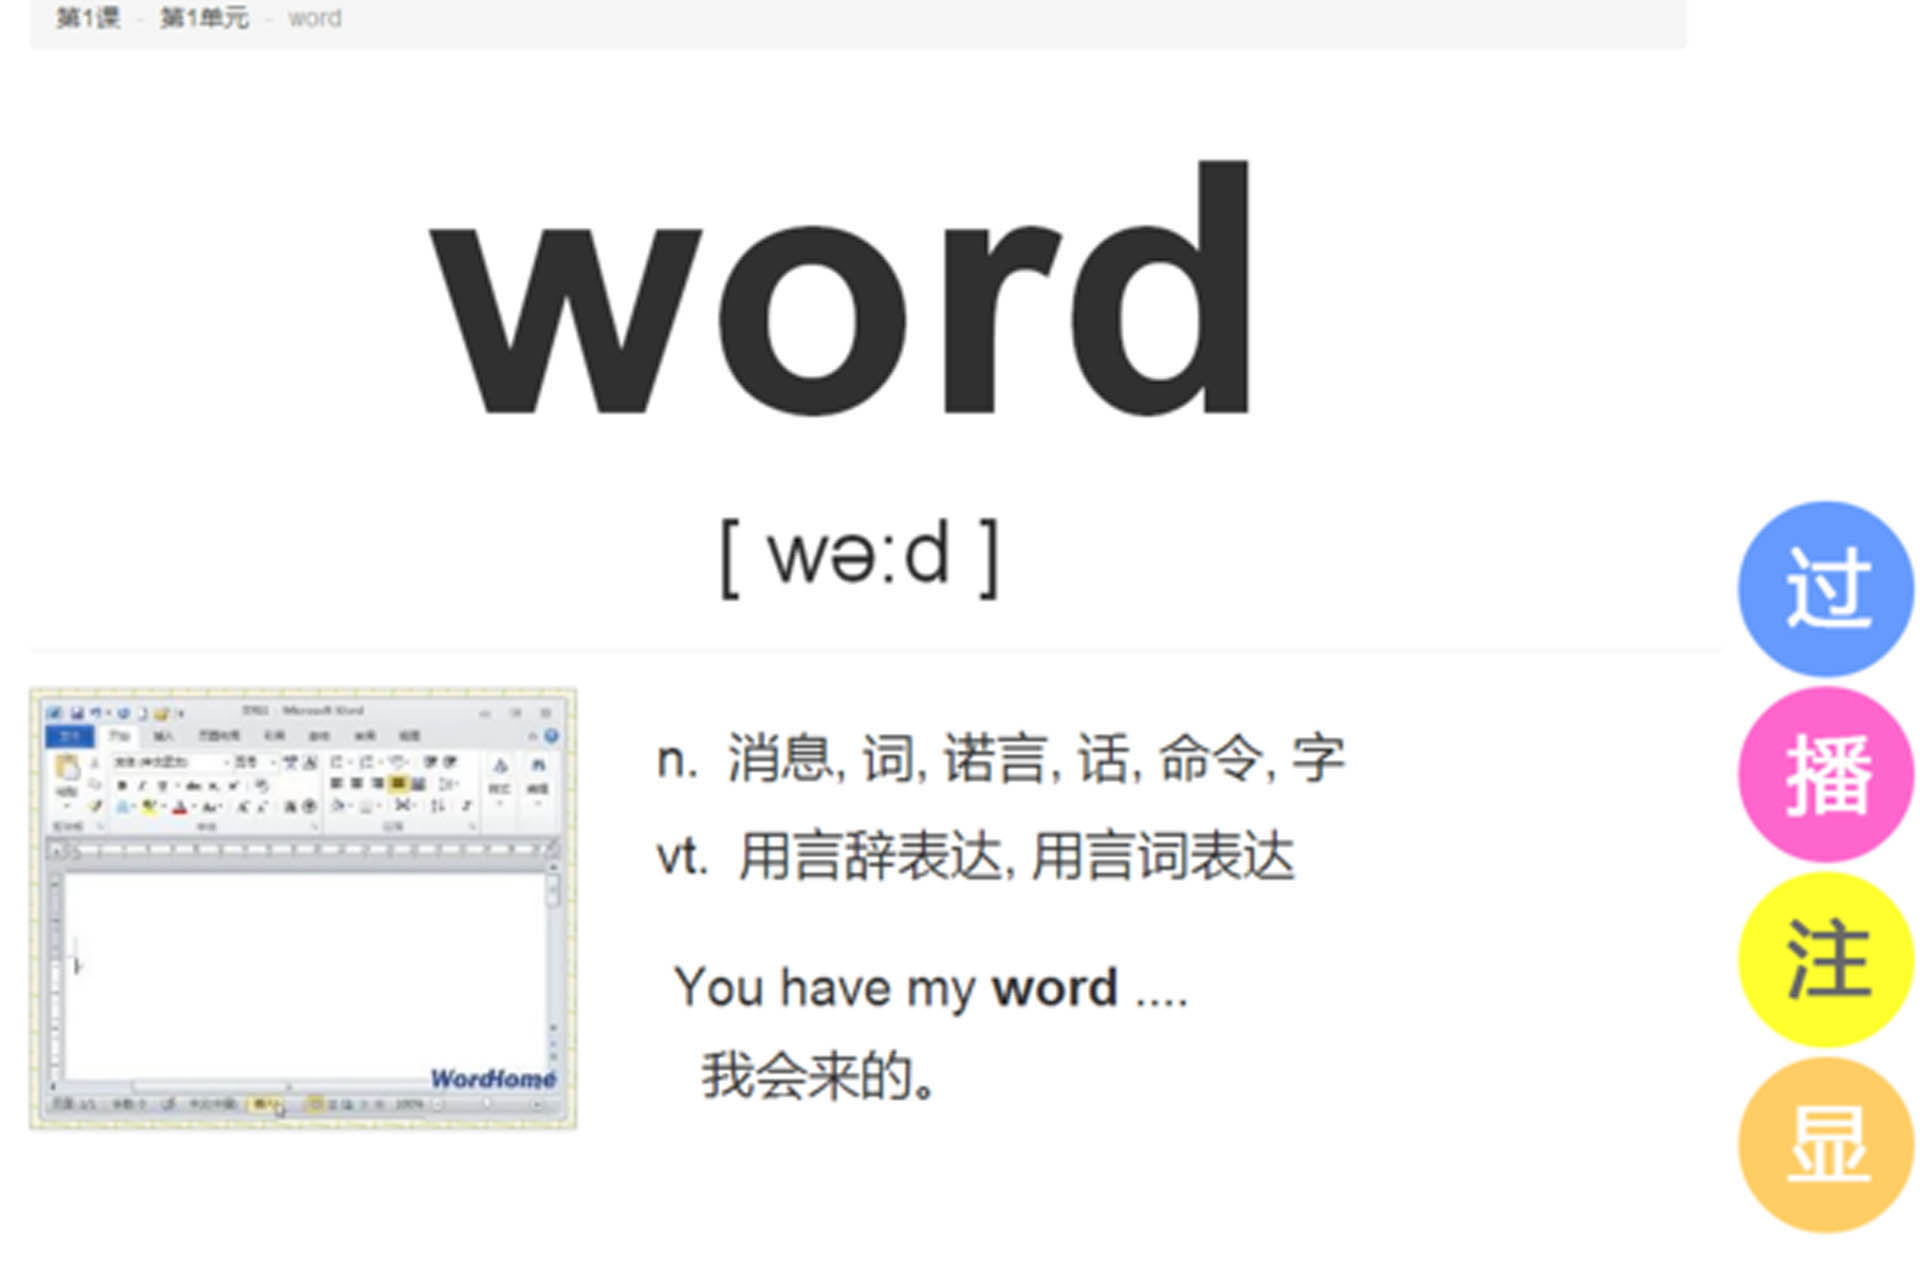 第1课 - 第1单元 - word
word
[ wə:d ]
n. 消息, 词, 诺言, 话, 命令, 字
vt. 用言辞表达, 用言词表达
You have my word ....
我会来的。
Microsoft Word
WordHome
过
播
注
显